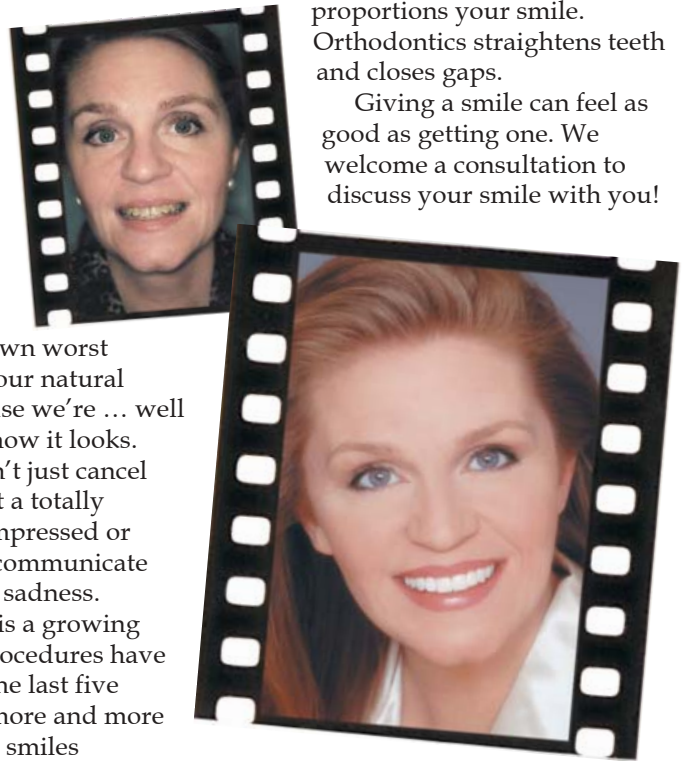 wn worst
our natural
se we're … well
how it looks.
't just cancel
t a totally
mpressed or
communicate
sadness.
is a growing
ocedures have
he last five
more and more
smiles
proportions your smile.
Orthodontics straightens teeth
and closes gaps.
Giving a smile can feel as
good as getting one. We
welcome a consultation to
discuss your smile with you!